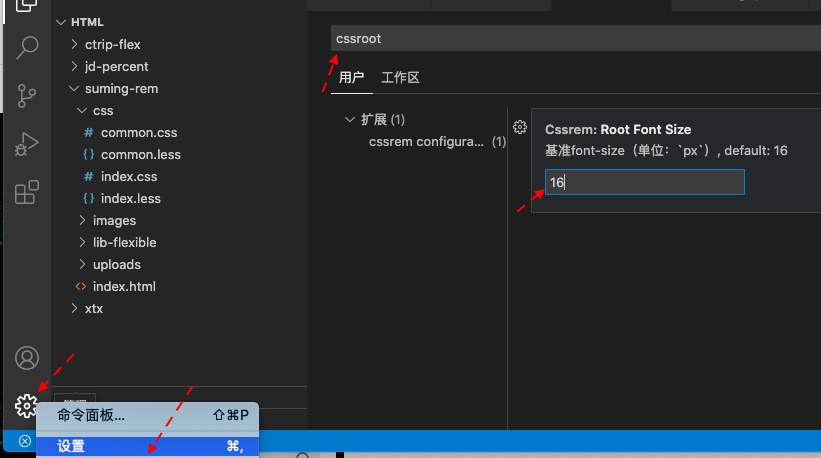 HTML
ctrip-flex
jd-percent
suming-rem
css
# common.css
{} common.less
# index.css
{} index.less
images
lib-flexible
uploads
<> index.html
xtx
cssroot
用户 工作区
扩展 (1)
cssrem configura... (1)
Cssrem: Root Font Size
基准font-size（单位：`px`）, default: 16
16
命令面板... ⇧⌘P
设置 ⌘,